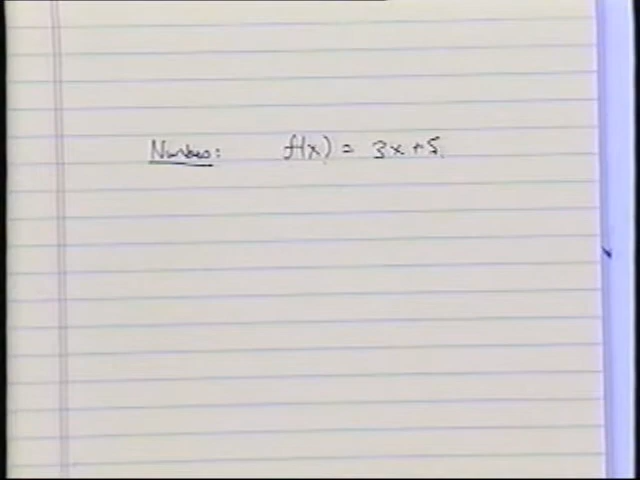 Numbers: f(x) = 3x+5.